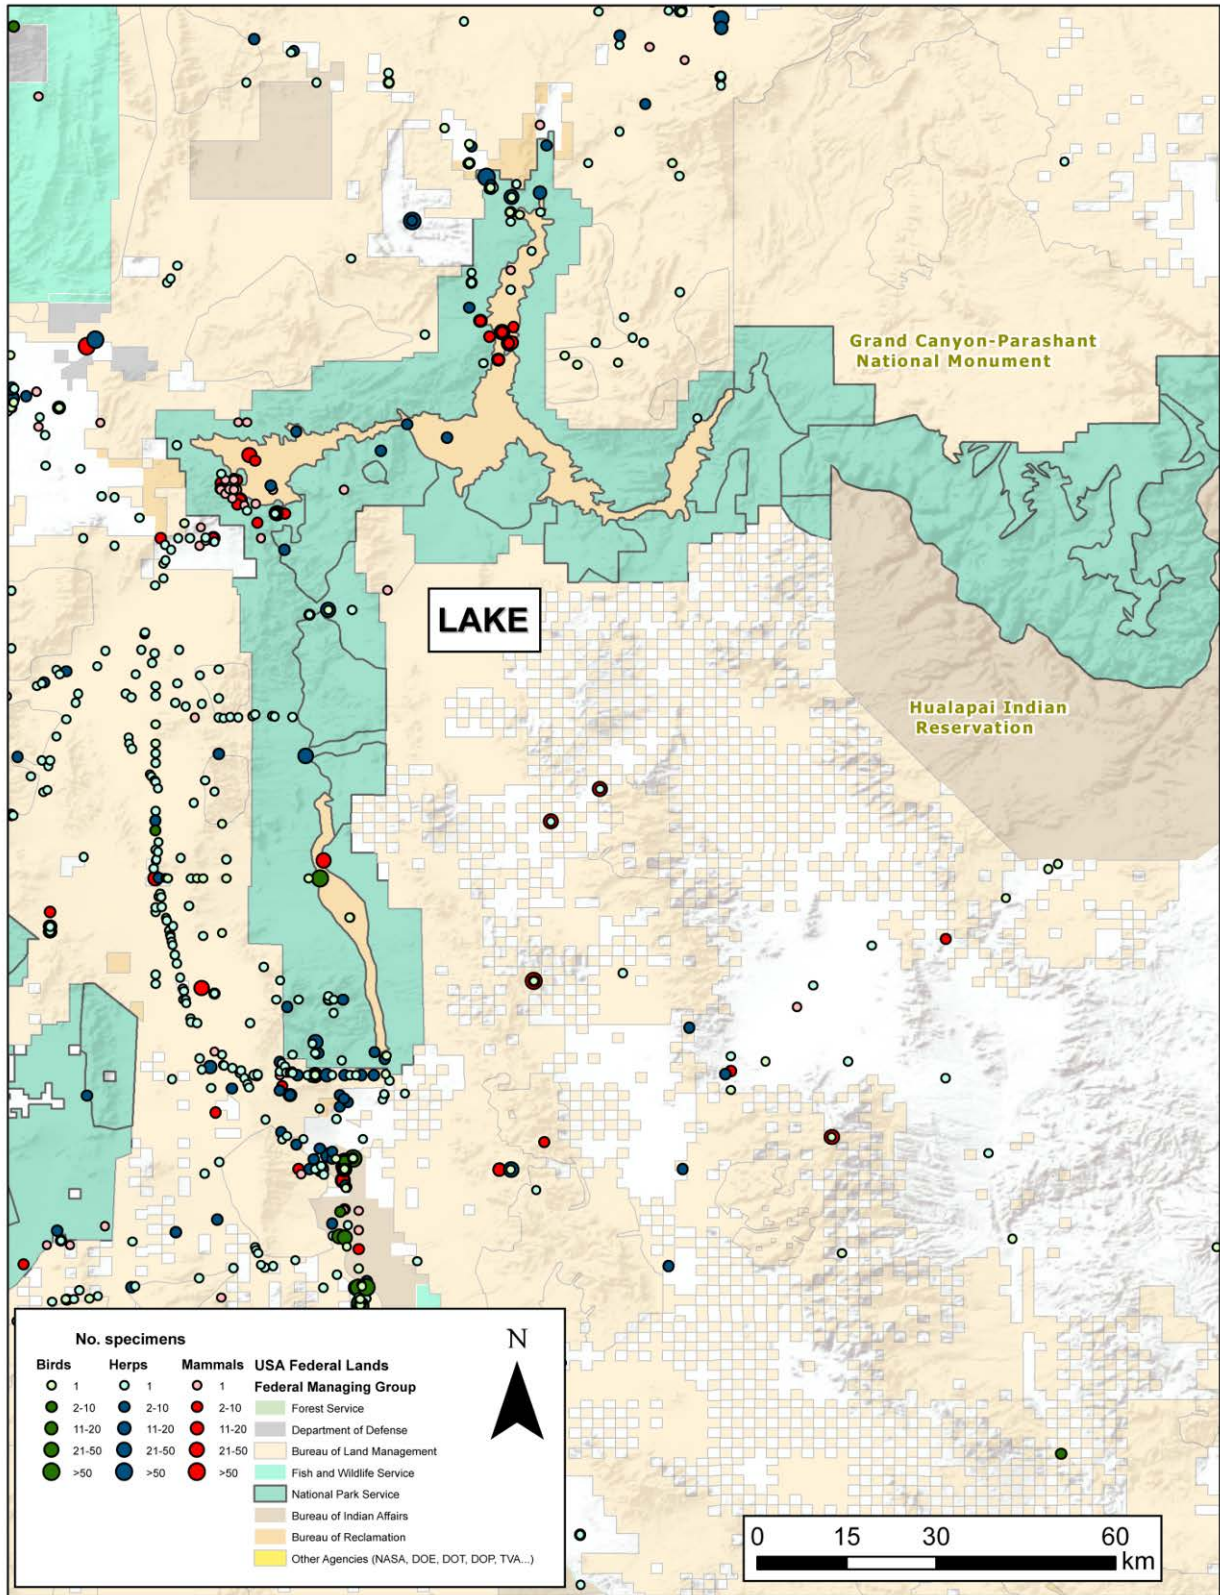 Grand Canyon-Parashant
National Monument
LAKE
Hualapai Indian
Reservation
No. specimens
Birds Herps Mammals
1 1 1
2-10 2-10 2-10
11-20 11-20 11-20
21-50 21-50 21-50
>50 >50 >50
USA Federal Lands
Federal Managing Group
Forest Service
Department of Defense
Bureau of Land Management
Fish and Wildlife Service
National Park Service
Bureau of Indian Affairs
Bureau of Reclamation
Other Agencies (NASA, DOE, DOT, DOP, TVA...)
N
0 15 30 60
km